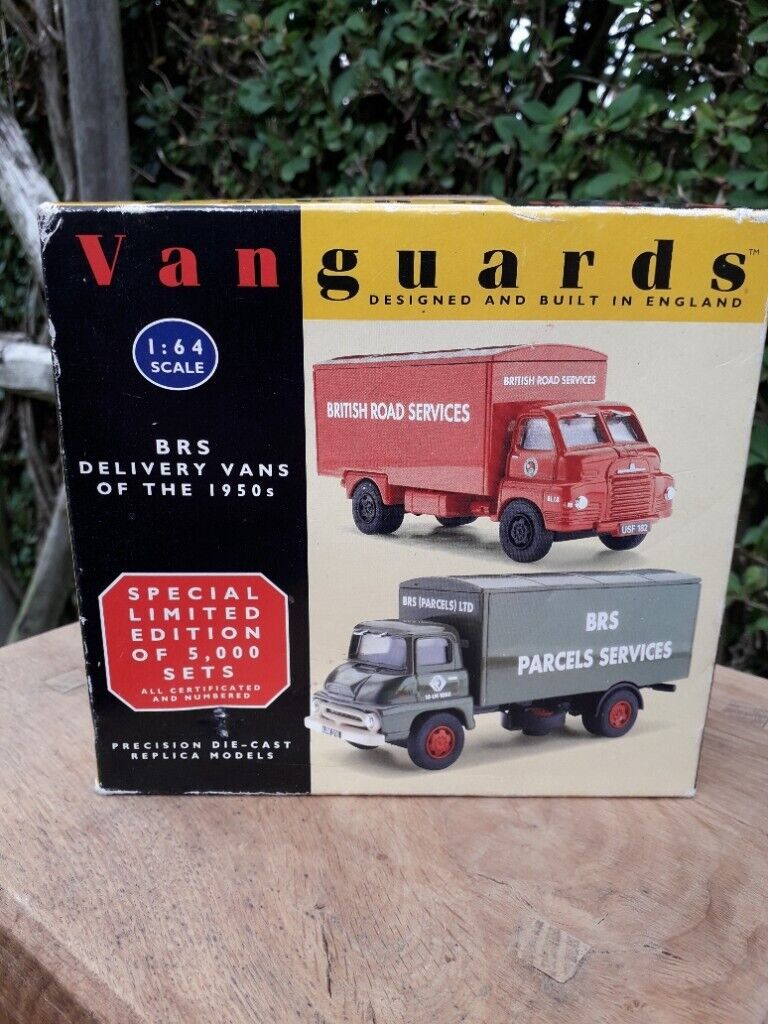 Vanguards™
DESIGNED AND BUILT IN ENGLAND
1:64
SCALE
BRS
DELIVERY VANS
OF THE 1950s
SPECIAL
LIMITED
EDITION
OF 5,000
SETS
ALL CERTIFICATED
AND NUMBERED
PRECISION DIE-CAST
REPLICA MODELS
BRITISH ROAD SERVICES
BRITISH ROAD SERVICES
USF 182
BRS (PARCELS) LTD
BRS
PARCELS SERVICES